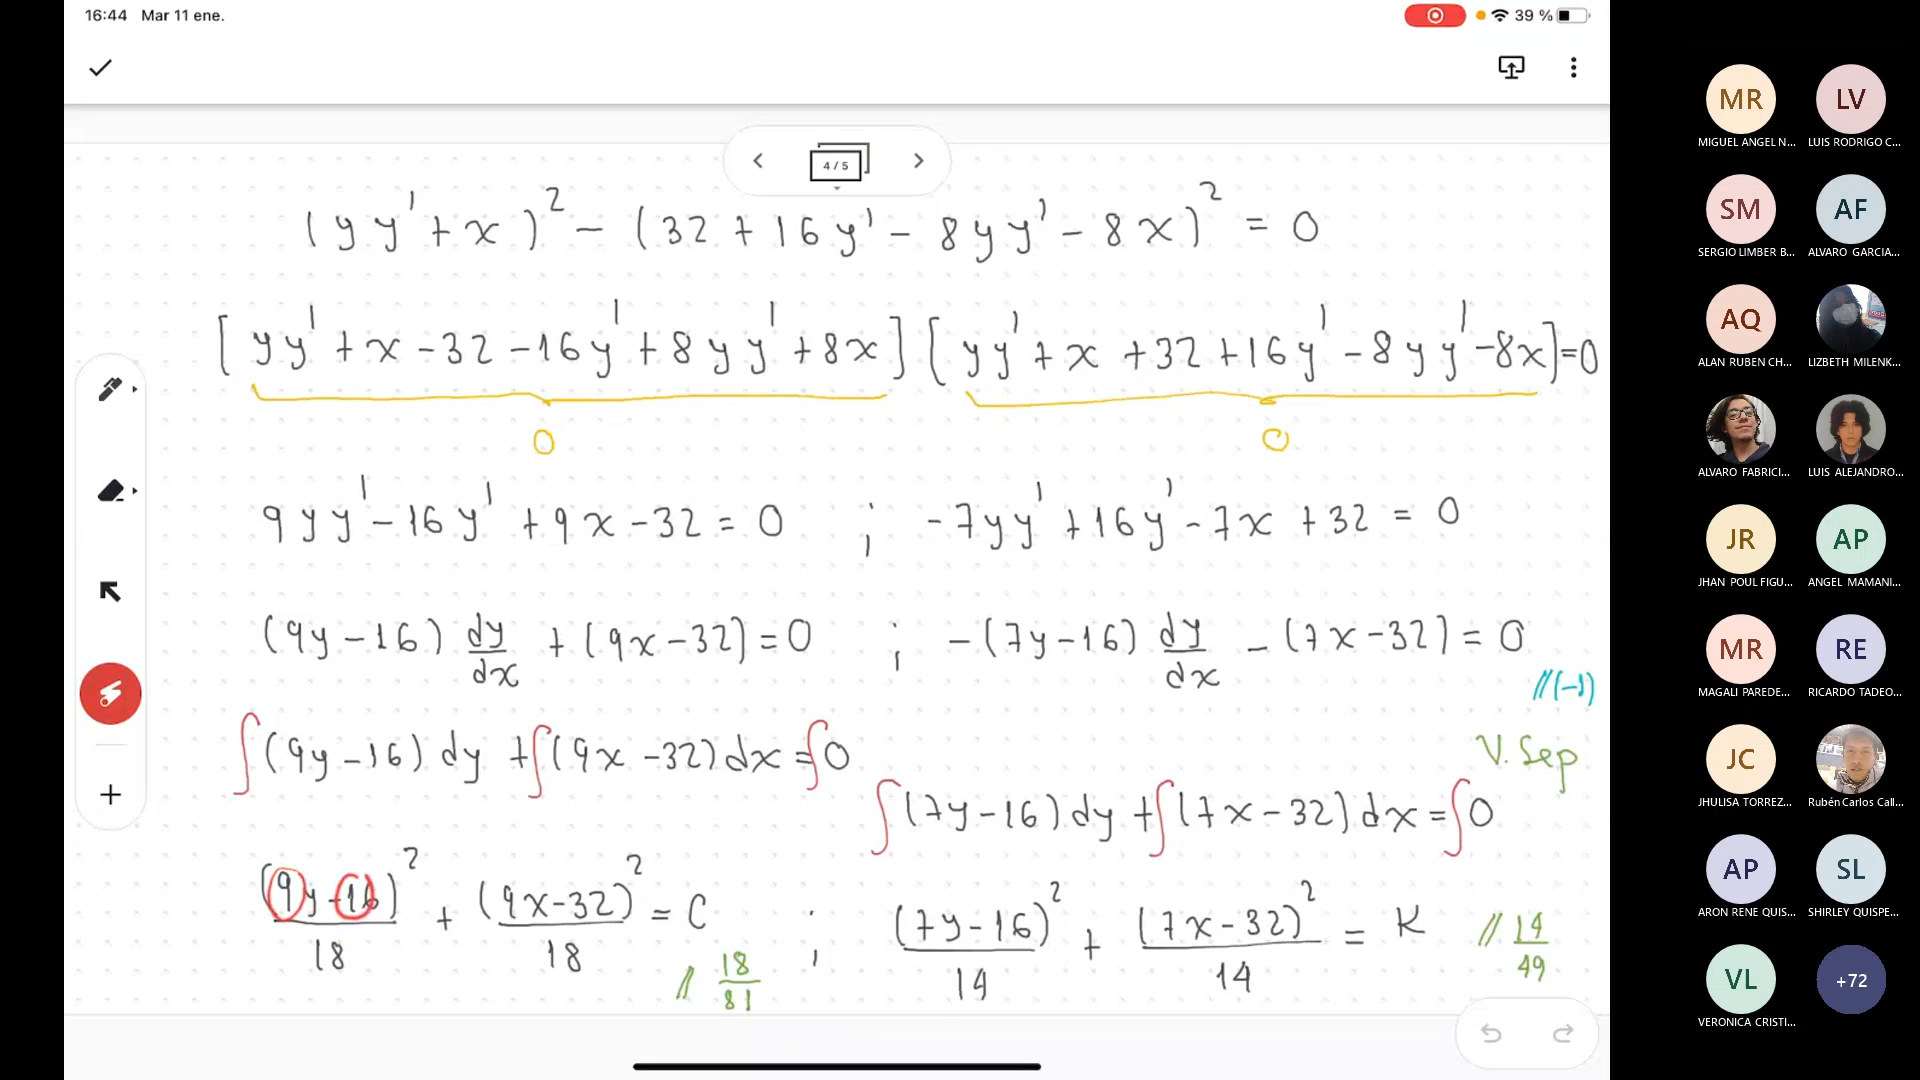 16:44 Mar 11 ene.
39 %
4 / 5
(yy' + x)² − (32 + 16y' − 8yy' − 8x)² = 0
[yy' + x − 32 − 16y' + 8yy' + 8x] [yy' + x + 32 + 16y' − 8yy' − 8x] = 0
0 0
9yy' − 16y' + 9x − 32 = 0 ; −7yy' + 16y' − 7x + 32 = 0
(9y − 16) dy/dx + (9x − 32) = 0 ; −(7y − 16) dy/dx − (7x − 32) = 0
//(−1)
∫(9y − 16) dy + ∫(9x − 32) dx = ∫0
V. Sep
∫(7y − 16) dy + ∫(7x − 32) dx = ∫0
(9y − 16)²/18 + (9x − 32)²/18 = C // 18/81 ; (7y − 16)²/14 + (7x − 32)²/14 = K // 14/49
MR LV
MIGUEL ANGEL N... LUIS RODRIGO C...
SM AF
SERGIO LIMBER B... ALVARO GARCIA...
AQ
ALAN RUBEN CH... LIZBETH MILENK...
ALVARO FABRICI... LUIS ALEJANDRO...
JR AP
JHAN POUL FIGU... ANGEL MAMANI...
MR RE
MAGALI PAREDE... RICARDO TADEO...
JC
JHULISA TORREZ... Rubén Carlos Call...
AP SL
ARON RENE QUIS... SHIRLEY QUISPE...
VL +72
VERONICA CRISTI...